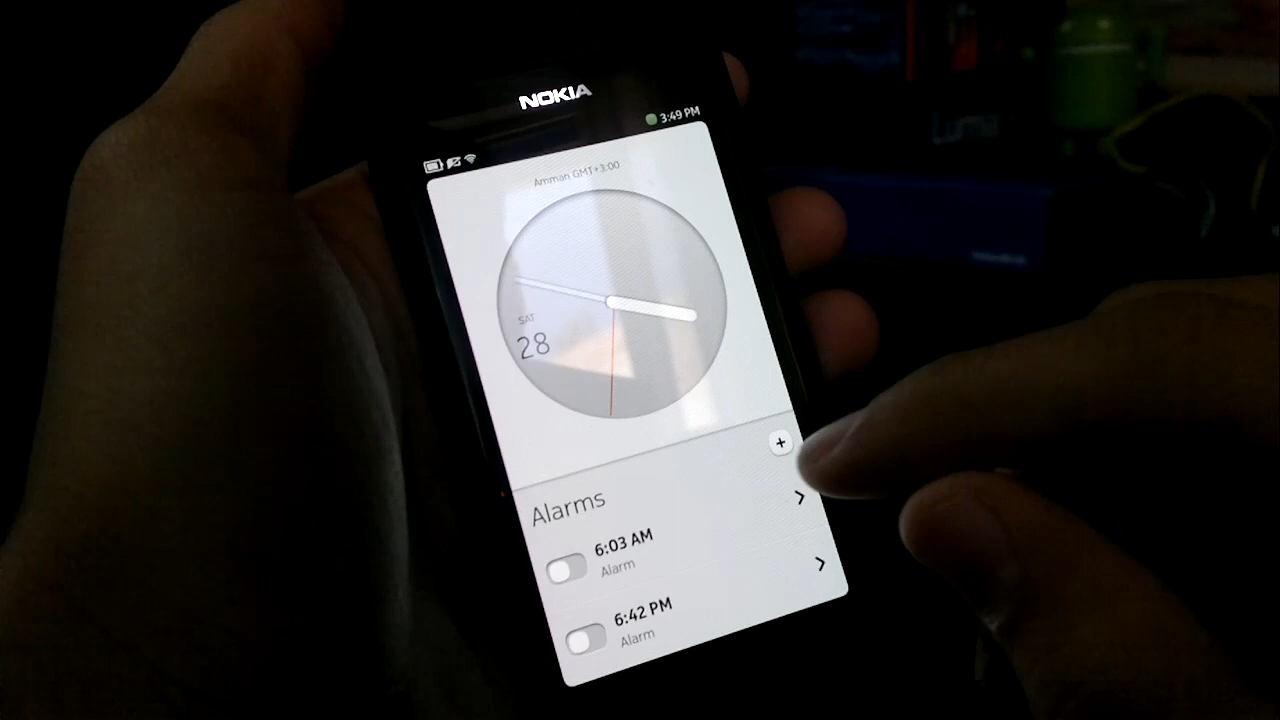 NOKIA
3:49 PM
Amman GMT+3:00
SAT
28
+
Alarms
6:03 AM
Alarm
6:42 PM
Alarm